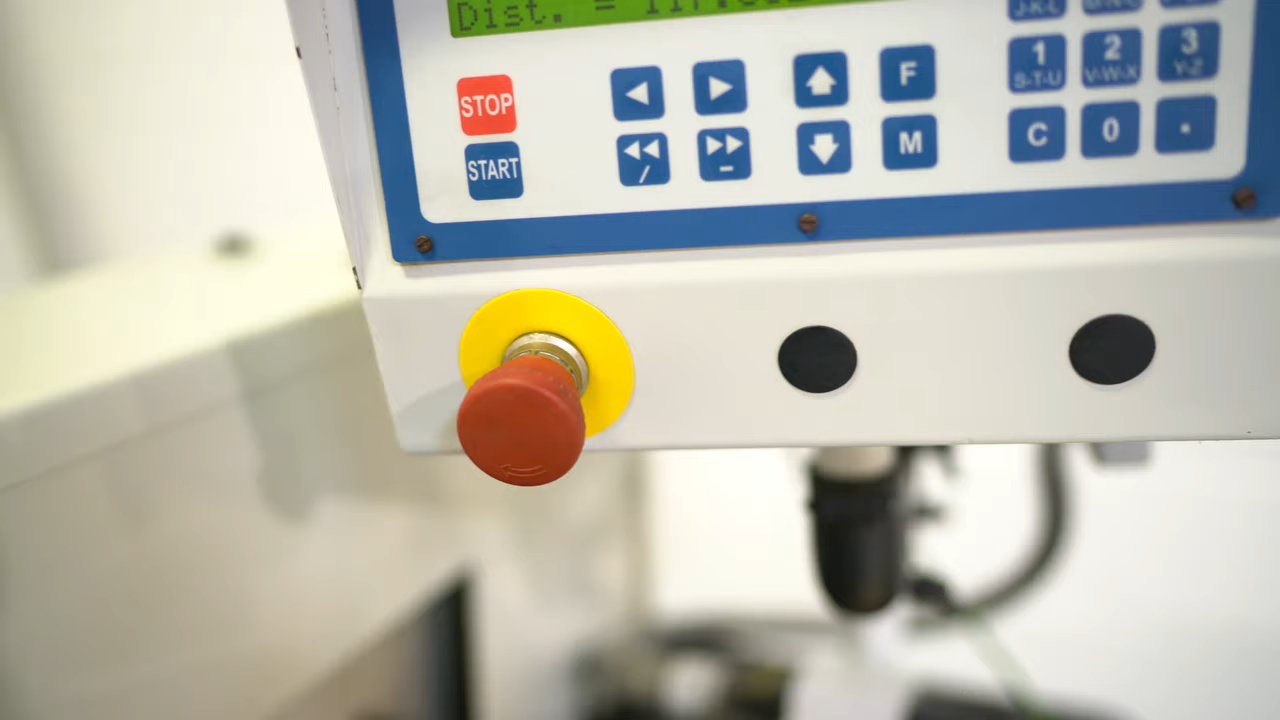 Dist. =
J-K-L
STOP
F
1 2 3
S-T-U V-W-X Y-Z
START
/ - M C 0 .